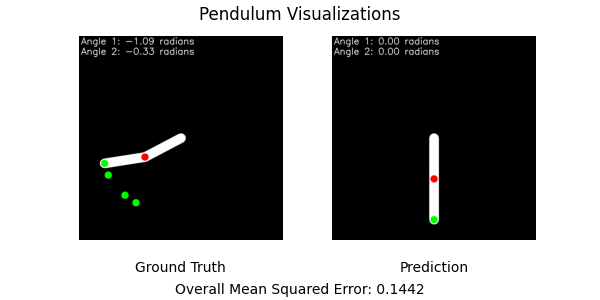 Pendulum Visualizations
Angle 1: -1.09 radians
Angle 2: -0.33 radians
Angle 1: 0.00 radians
Angle 2: 0.00 radians
Ground Truth
Prediction
Overall Mean Squared Error: 0.1442